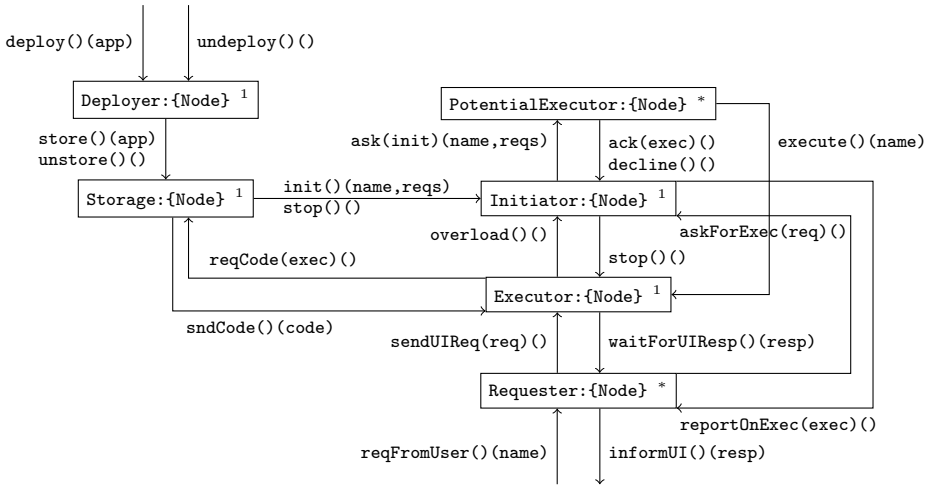 deploy()(app)
undeploy()()
Deployer:{Node} 1
PotentialExecutor:{Node} *
store()(app)
unstore()()
ask(init)(name,reqs)
ack(exec)()
decline()()
execute()(name)
Storage:{Node} 1
init()(name,reqs)
stop()()
Initiator:{Node} 1
overload()()
askForExec(req)()
reqCode(exec)()
stop()()
Executor:{Node} 1
sndCode()(code)
sendUIReq(req)()
waitForUIResp()(resp)
Requester:{Node} *
reportOnExec(exec)()
reqFromUser()(name)
informUI()(resp)